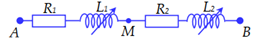 R₁ L₁ R₂ L₂
A M B